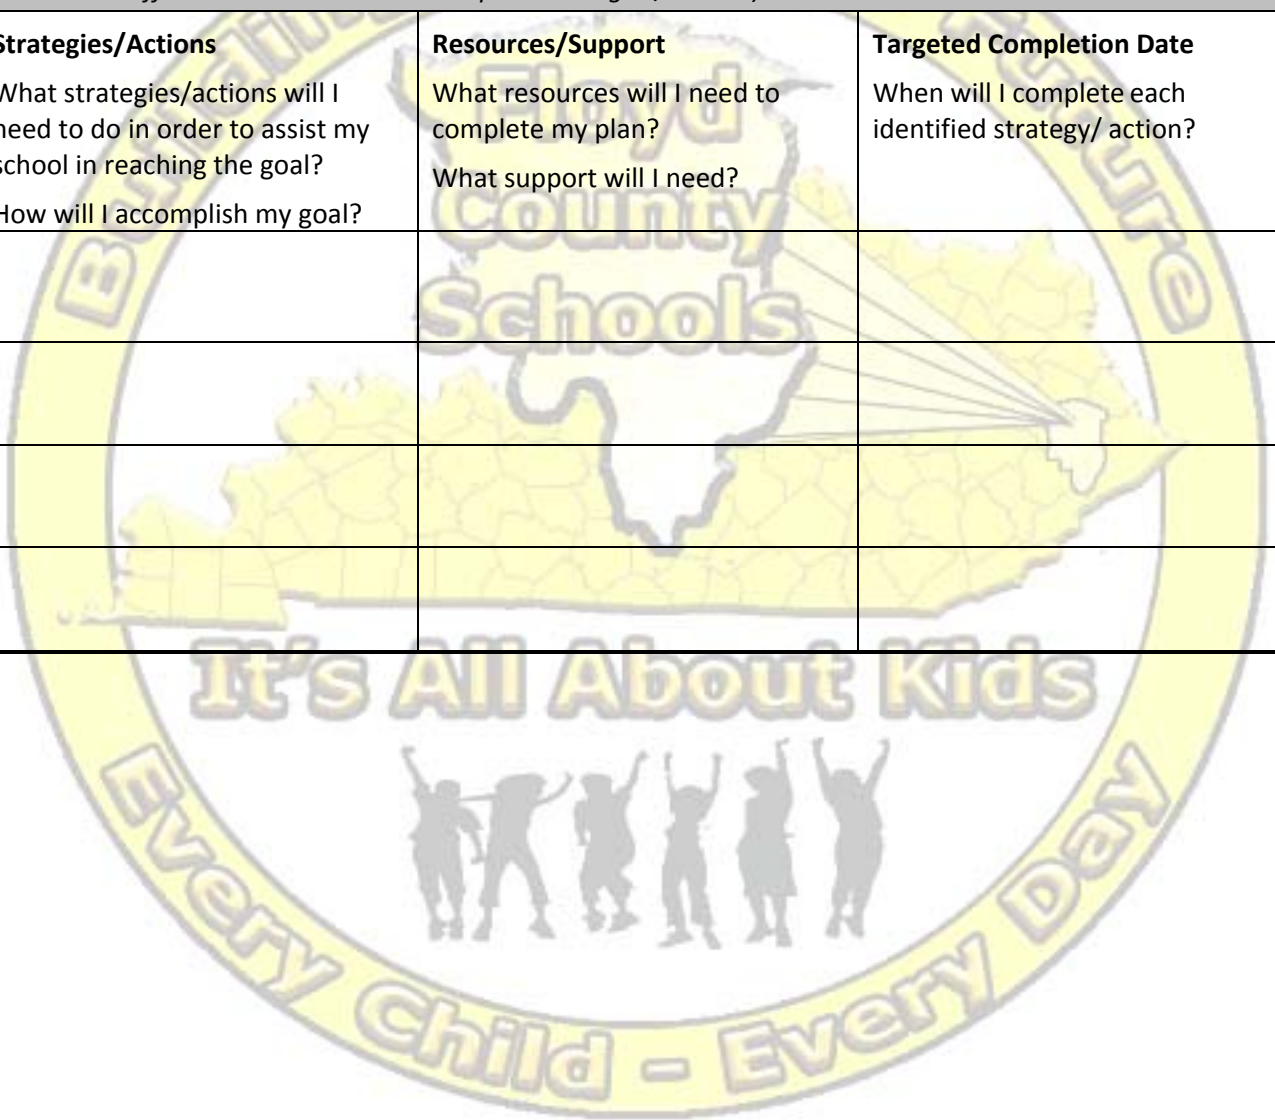 Strategies/Actions
What strategies/actions will I
need to do in order to assist my
school in reaching the goal?
How will I accomplish my goal?
Resources/Support
What resources will I need to
complete my plan?
What support will I need?
Targeted Completion Date
When will I complete each
identified strategy/ action?
Floyd
County
Schools
It's All About Kids
Every Child - Every Day